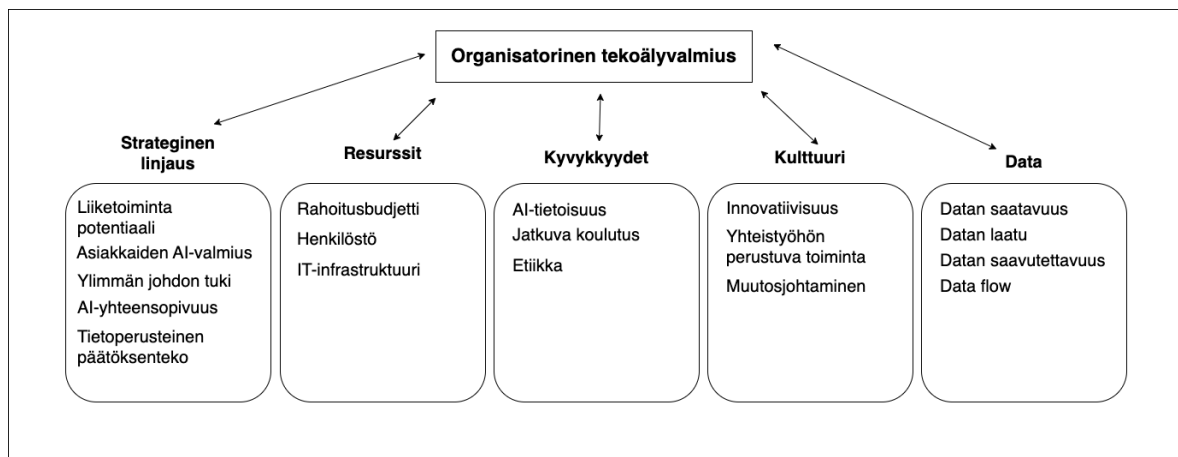 Organisatorinen tekoälyvalmius
Strateginen
linjaus
Liiketoiminta
potentiaali
Asiakkaiden AI-valmius
Ylimmän johdon tuki
AI-yhteensopivuus
Tietoperusteinen
päätöksenteko
Resurssit
Rahoitusbudjetti
Henkilöstö
IT-infrastruktuuri
Kyvykkyydet
AI-tietoisuus
Jatkuva koulutus
Etiikka
Kulttuuri
Innovatiivisuus
Yhteistyöhön
perustuva toiminta
Muutosjohtaminen
Data
Datan saatavuus
Datan laatu
Datan saavutettavuus
Data flow